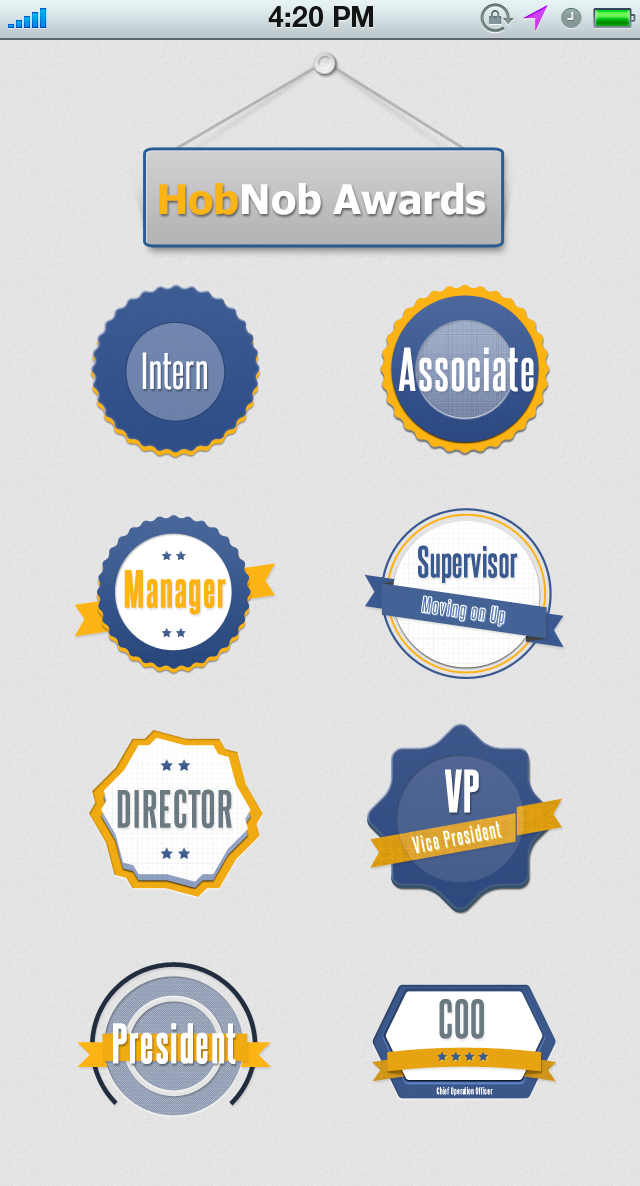 4:20 PM
HobNob Awards
Intern
Associate
Manager
Supervisor
Moving on Up
DIRECTOR
VP
Vice President
President
COO
Chief Operation Officer